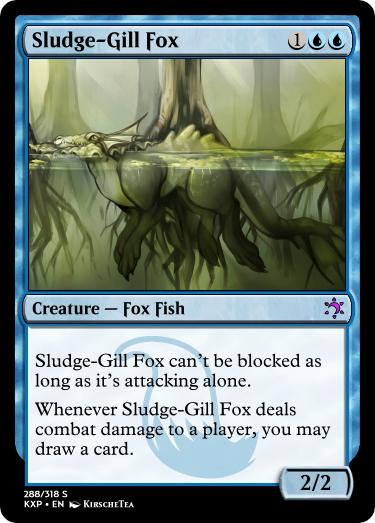 Sludge-Gill Fox 1
Creature — Fox Fish
Sludge-Gill Fox can't be blocked as
long as it's attacking alone.
Whenever Sludge-Gill Fox deals
combat damage to a player, you may
draw a card.
2/2
288/318 S
KXP • EN KirscheTea